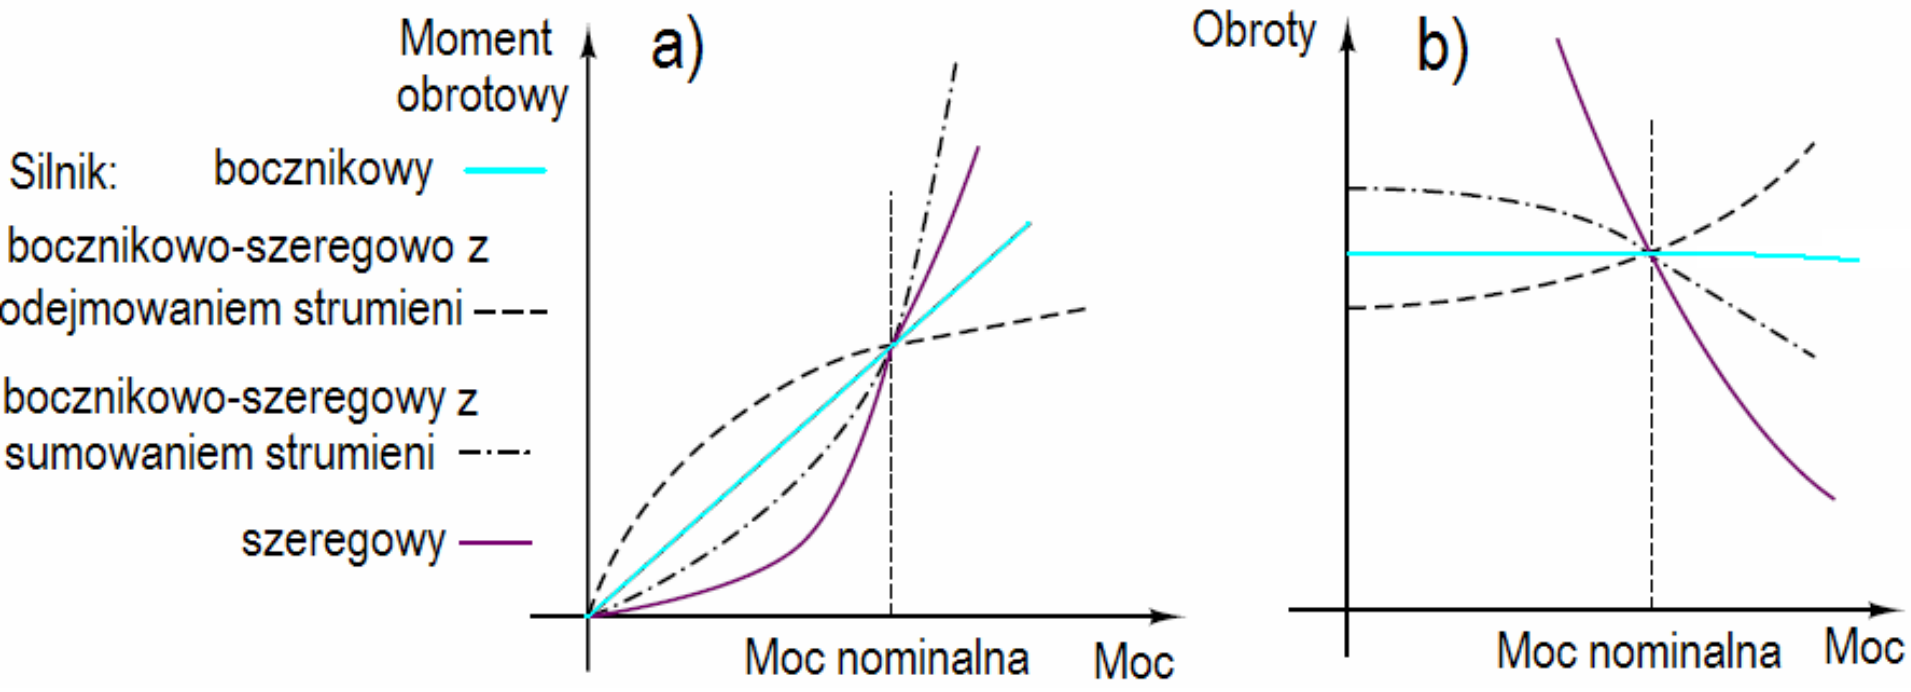 Moment
obrotowy
a)
Silnik:
bocznikowy
bocznikowo-szeregowo z
odejmowaniem strumieni
bocznikowo-szeregowy z
sumowaniem strumieni
szeregowy
Moc nominalna
Moc
Obroty
b)
Moc nominalna
Moc